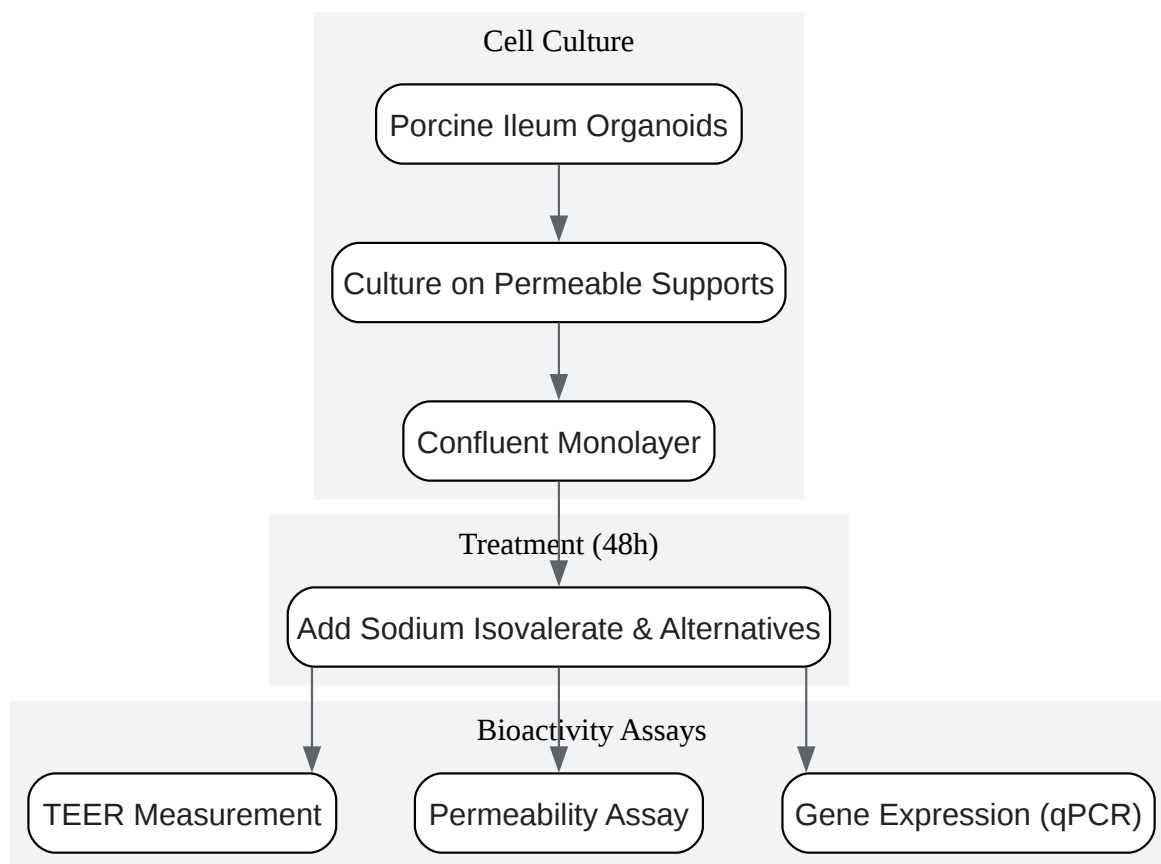 Cell Culture
Porcine Ileum Organoids
Culture on Permeable Supports
Confluent Monolayer
Treatment (48h)
Add Sodium Isovalerate & Alternatives
Bioactivity Assays
TEER Measurement
Permeability Assay
Gene Expression (qPCR)